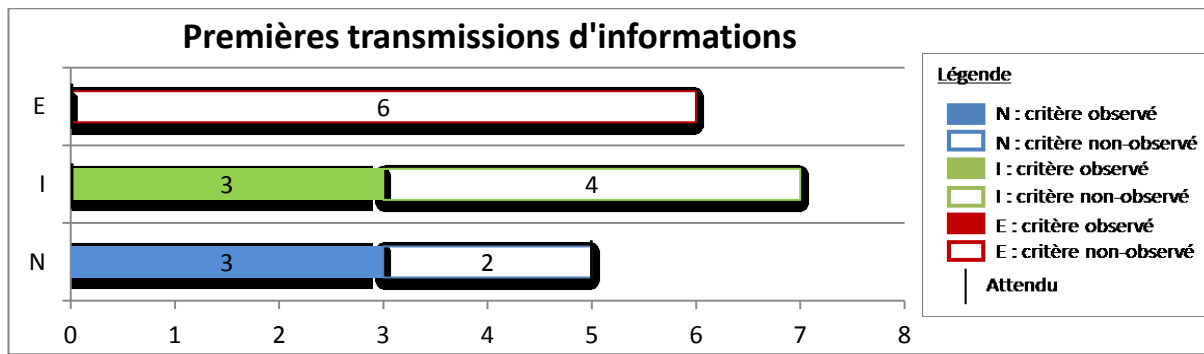 Premières transmissions d'informations
E
6
I
3
4
N
3
2
0 1 2 3 4 5 6 7 8
Légende
N : critère observé
N : critère non-observé
I : critère observé
I : critère non-observé
E : critère observé
E : critère non-observé
Attendu